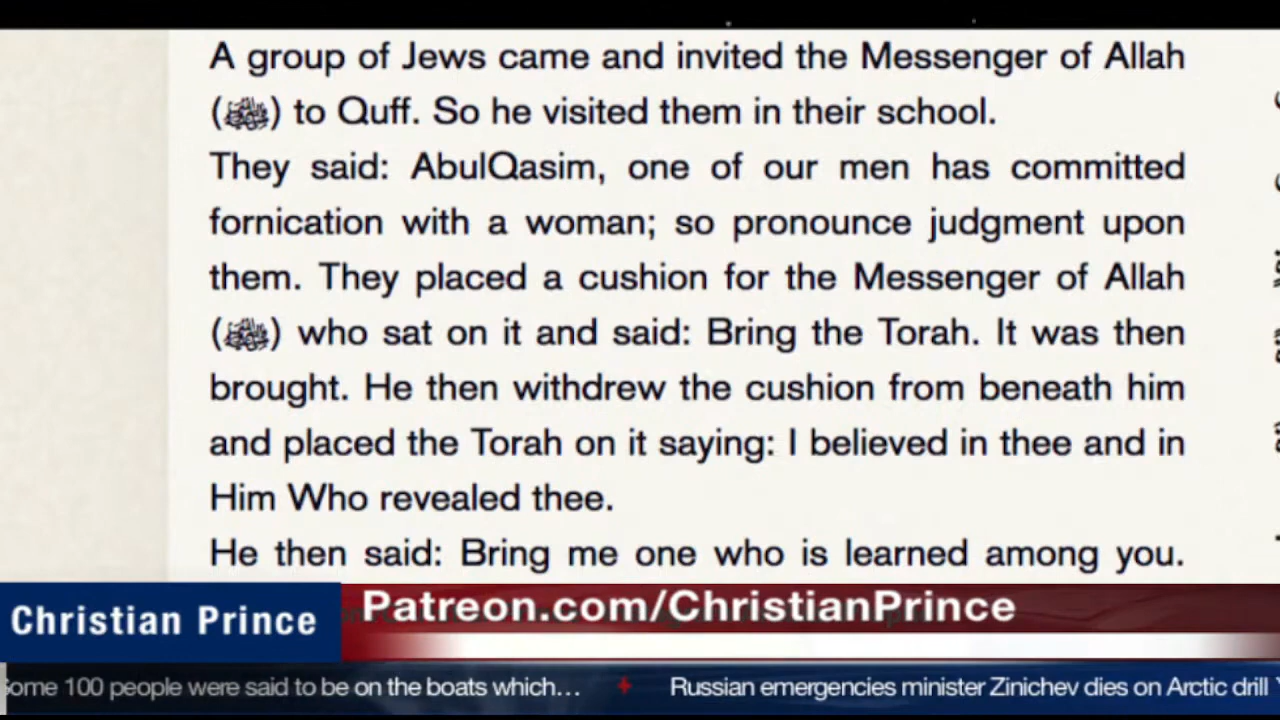 A group of Jews came and invited the Messenger of Allah
(ﷺ) to Quff. So he visited them in their school.
They said: AbulQasim, one of our men has committed
fornication with a woman; so pronounce judgment upon
them. They placed a cushion for the Messenger of Allah
(ﷺ) who sat on it and said: Bring the Torah. It was then
brought. He then withdrew the cushion from beneath him
and placed the Torah on it saying: I believed in thee and in
Him Who revealed thee.
He then said: Bring me one who is learned among you.
Christian Prince
Patreon.com/ChristianPrince
Some 100 people were said to be on the boats which... Russian emergencies minister Zinichev dies on Arctic drill